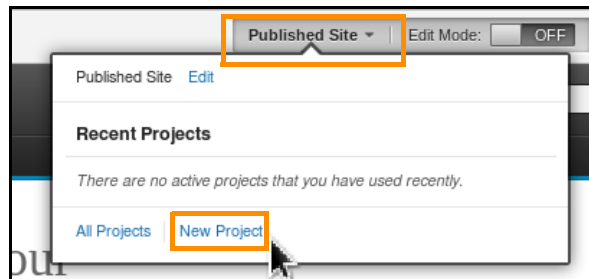 Published Site Edit Mode: OFF
Published Site Edit
Recent Projects
There are no active projects that you have used recently.
All Projects New Project
our